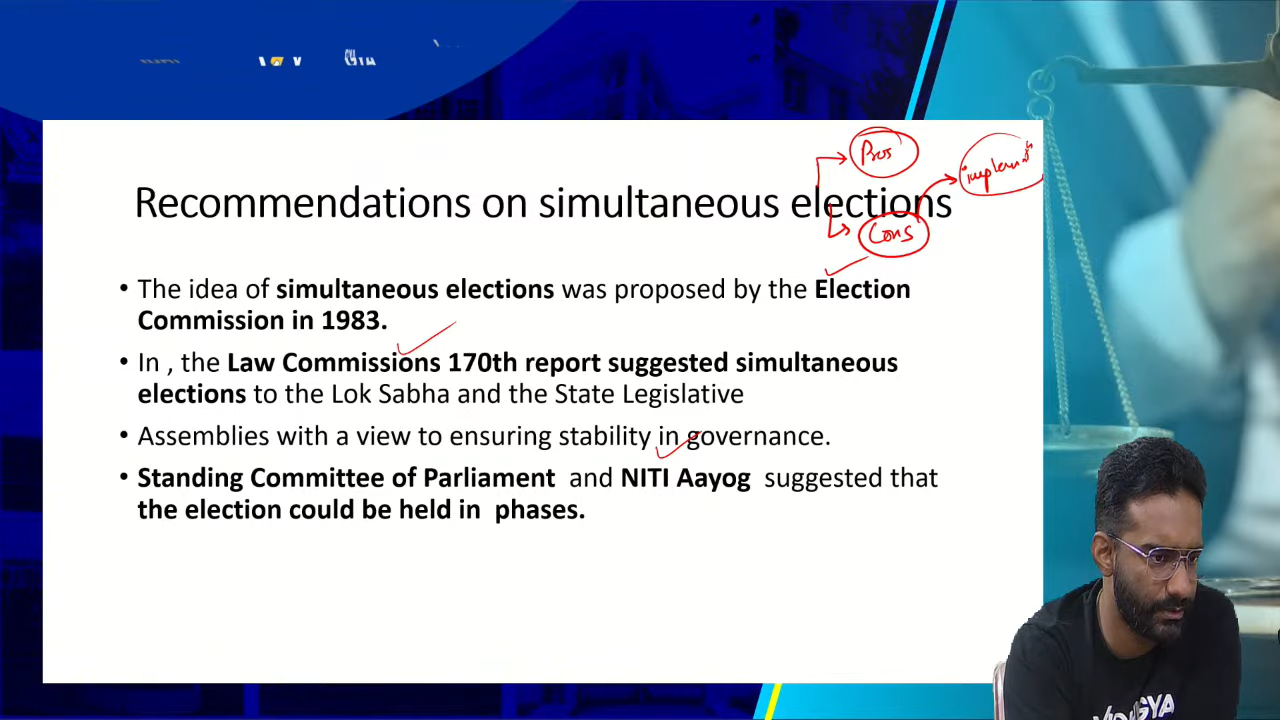 Pros
Recommendations on simultaneous elections
Cons
• The idea of simultaneous elections was proposed by the Election
Commission in 1983.
• In , the Law Commissions 170th report suggested simultaneous
elections to the Lok Sabha and the State Legislative
• Assemblies with a view to ensuring stability in governance.
• Standing Committee of Parliament and NITI Aayog suggested that
the election could be held in phases.